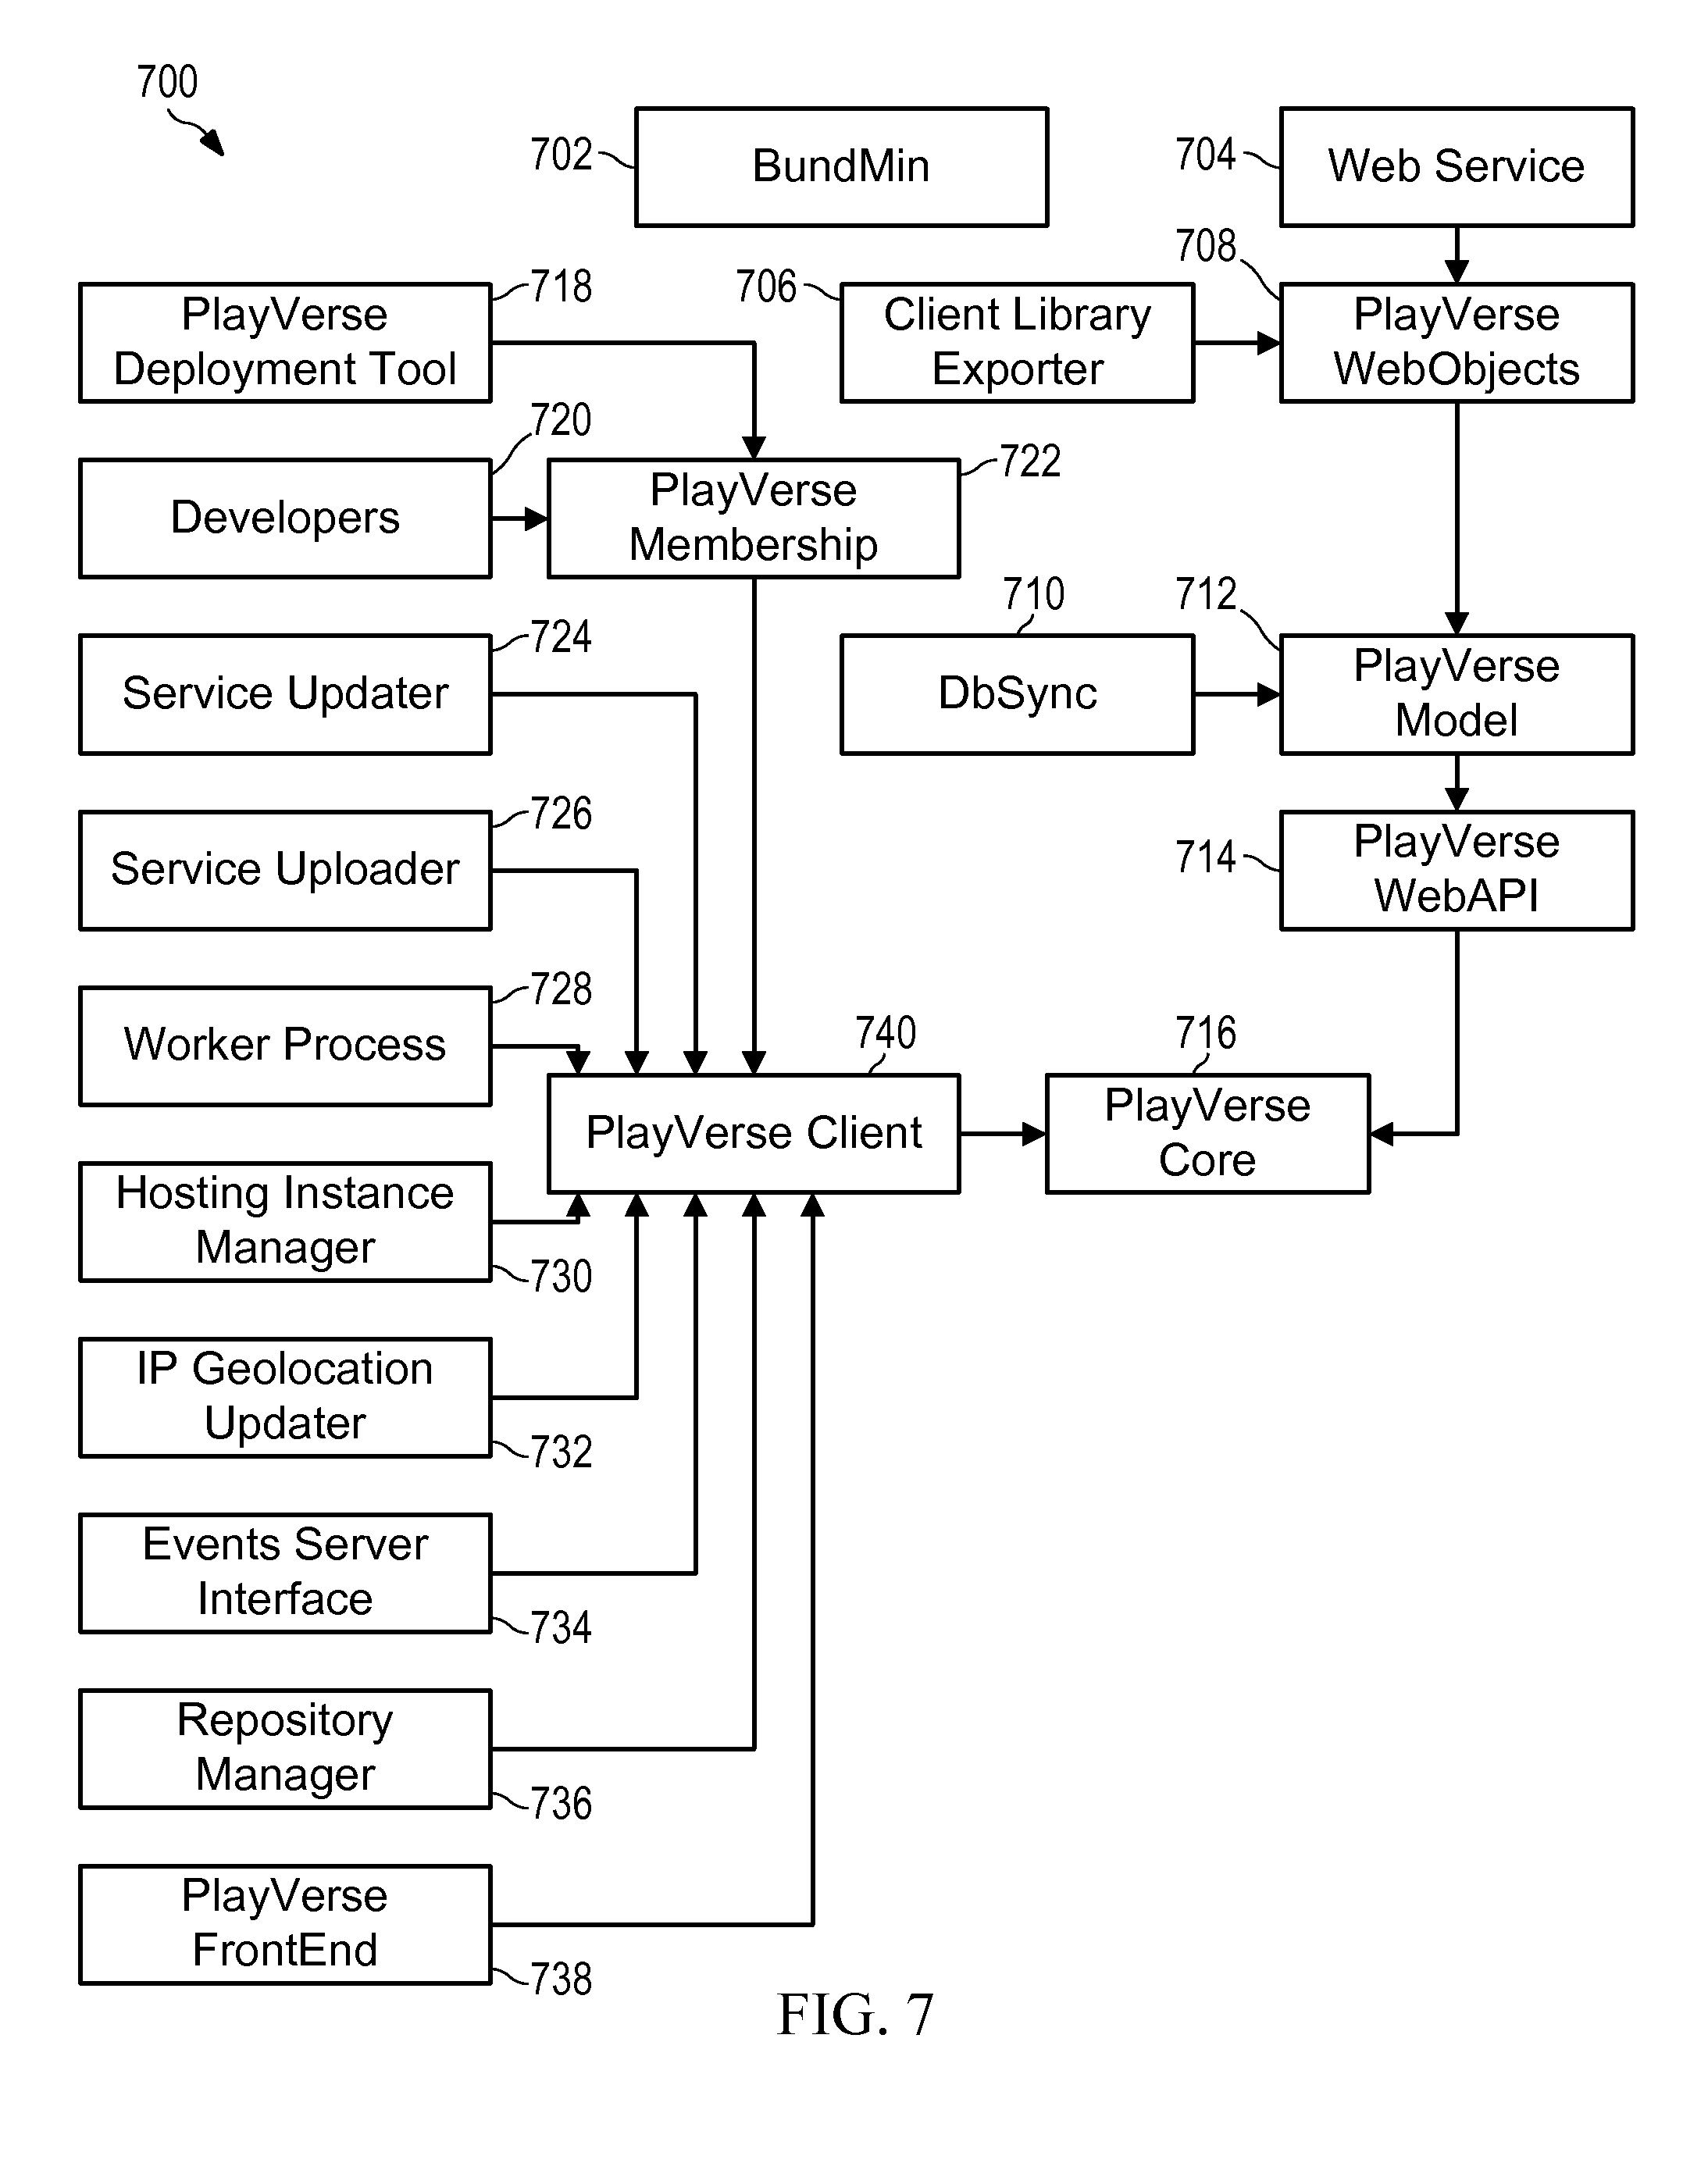 700
702
BundMin
704
Web Service
718
PlayVerse
Deployment Tool
706
Client Library
Exporter
708
PlayVerse
WebObjects
720
Developers
722
PlayVerse
Membership
724
Service Updater
710
DbSync
712
PlayVerse
Model
726
Service Uploader
714
PlayVerse
WebAPI
728
Worker Process
740
PlayVerse Client
716
PlayVerse
Core
Hosting Instance
Manager
730
IP Geolocation
Updater
732
Events Server
Interface
734
Repository
Manager
736
PlayVerse
FrontEnd
738
FIG. 7